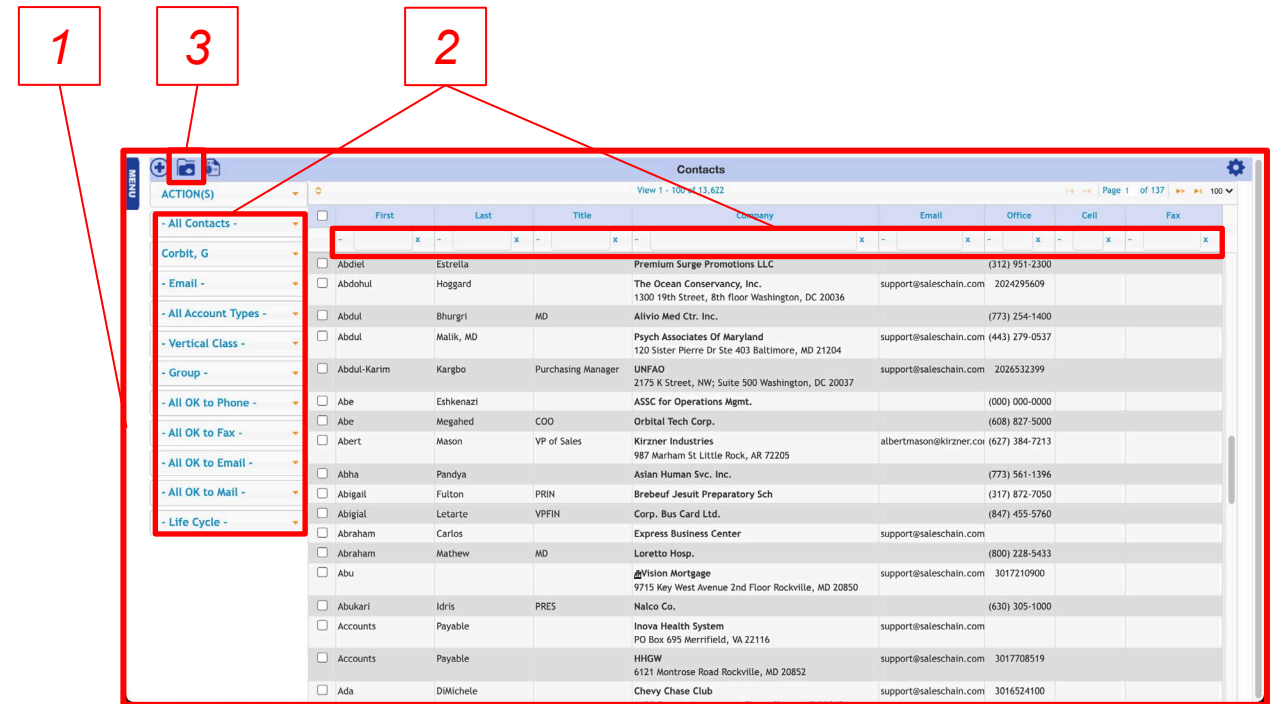 1
3
2
MENU
Contacts
ACTION(S)
View 1 - 100 of 13,622
Page 1 of 137 100
- All Contacts -
Corbit, G
- Email -
- All Account Types -
- Vertical Class -
- Group -
- All OK to Phone -
- All OK to Fax -
- All OK to Email -
- All OK to Mail -
- Life Cycle -
First Last Title Company Email Office Cell Fax
- x - x - x - x - x - x - x - x
Abdiel Estrella Premium Surge Promotions LLC (312) 951-2300
Abdohul Hoggard The Ocean Conservancy, Inc. support@saleschain.com 2024295609
1300 19th Street, 8th floor Washington, DC 20036
Abdul Bhurgri MD Alivio Med Ctr. Inc. (773) 254-1400
Abdul Malik, MD Psych Associates Of Maryland support@saleschain.com (443) 279-0537
120 Sister Pierre Dr Ste 403 Baltimore, MD 21204
Abdul-Karim Kargbo Purchasing Manager UNFAO support@saleschain.com 2026532399
2175 K Street, NW; Suite 500 Washington, DC 20037
Abe Eshkenazi ASSC for Operations Mgmt. (000) 000-0000
Abe Megahed COO Orbital Tech Corp. (608) 827-5000
Abert Mason VP of Sales Kirzner Industries albertmason@kirzner.co (627) 384-7213
987 Marham St Little Rock, AR 72205
Abha Pandya Asian Human Svc. Inc. (773) 561-1396
Abigail Fulton PRIN Brebeuf Jesuit Preparatory Sch (317) 872-7050
Abigial Letarte VPFIN Corp. Bus Card Ltd. (847) 455-5760
Abraham Carlos Express Business Center support@saleschain.com
Abraham Mathew MD Loretto Hosp. (800) 228-5433
Abu Vision Mortgage support@saleschain.com 3017210900
9715 Key West Avenue 2nd Floor Rockville, MD 20850
Abukari Idris PRES Nalco Co. (630) 305-1000
Accounts Payable Inova Health System support@saleschain.com
PO Box 695 Merrifield, VA 22116
Accounts Payable HHGW support@saleschain.com 3017708519
6121 Montrose Road Rockville, MD 20852
Ada DiMichele Chevy Chase Club support@saleschain.com 3016524100